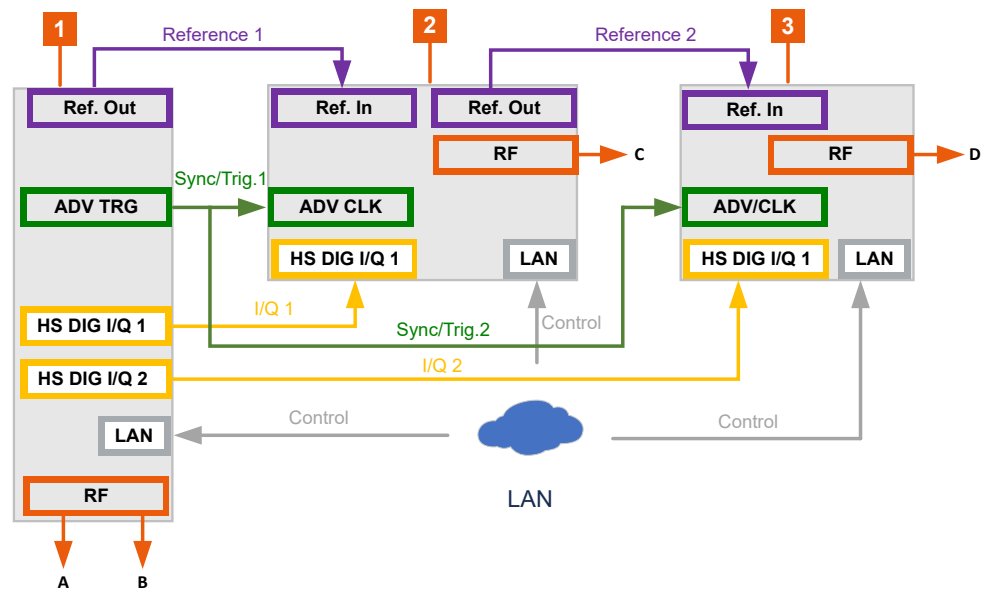 1
2
3
Reference 1
Reference 2
Ref. Out
Ref. In
Ref. Out
Ref. In
RF
C
RF
D
Sync/Trig.1
ADV TRG
ADV CLK
ADV/CLK
HS DIG I/Q 1
LAN
HS DIG I/Q 1
LAN
I/Q 1
HS DIG I/Q 1
Sync/Trig.2
Control
I/Q 2
HS DIG I/Q 2
Control
Control
LAN
LAN
RF
A
B